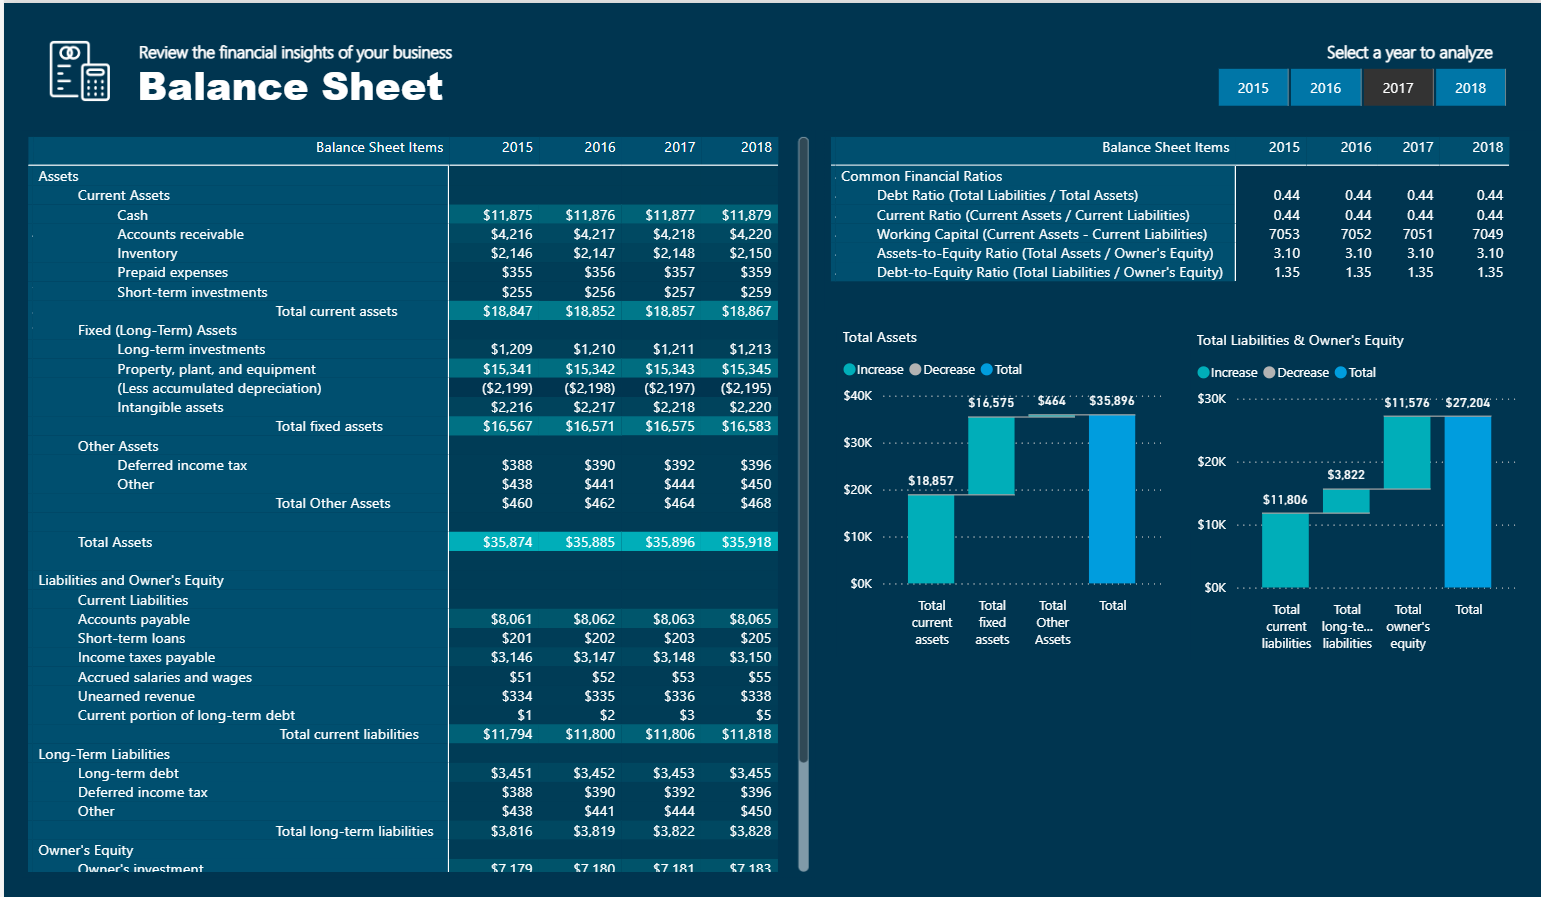 Review the financial insights of your business
Balance Sheet
Select a year to analyze
2015 2016 2017 2018
Balance Sheet Items 2015 2016 2017 2018
Assets
Current Assets
Cash $11,875 $11,876 $11,877 $11,879
Accounts receivable $4,216 $4,217 $4,218 $4,220
Inventory $2,146 $2,147 $2,148 $2,150
Prepaid expenses $355 $356 $357 $359
Short-term investments $255 $256 $257 $259
Total current assets $18,847 $18,852 $18,857 $18,867
Fixed (Long-Term) Assets
Long-term investments $1,209 $1,210 $1,211 $1,213
Property, plant, and equipment $15,341 $15,342 $15,343 $15,345
(Less accumulated depreciation) ($2,199) ($2,198) ($2,197) ($2,195)
Intangible assets $2,216 $2,217 $2,218 $2,220
Total fixed assets $16,567 $16,571 $16,575 $16,583
Other Assets
Deferred income tax $388 $390 $392 $396
Other $438 $441 $444 $450
Total Other Assets $460 $462 $464 $468
Total Assets $35,874 $35,885 $35,896 $35,918
Liabilities and Owner's Equity
Current Liabilities
Accounts payable $8,061 $8,062 $8,063 $8,065
Short-term loans $201 $202 $203 $205
Income taxes payable $3,146 $3,147 $3,148 $3,150
Accrued salaries and wages $51 $52 $53 $55
Unearned revenue $334 $335 $336 $338
Current portion of long-term debt $1 $2 $3 $5
Total current liabilities $11,794 $11,800 $11,806 $11,818
Long-Term Liabilities
Long-term debt $3,451 $3,452 $3,453 $3,455
Deferred income tax $388 $390 $392 $396
Other $438 $441 $444 $450
Total long-term liabilities $3,816 $3,819 $3,822 $3,828
Owner's Equity
Owner's investment $7,179 $7,180 $7,181 $7,183
Balance Sheet Items 2015 2016 2017 2018
Common Financial Ratios
Debt Ratio (Total Liabilities / Total Assets) 0.44 0.44 0.44 0.44
Current Ratio (Current Assets / Current Liabilities) 0.44 0.44 0.44 0.44
Working Capital (Current Assets - Current Liabilities) 7053 7052 7051 7049
Assets-to-Equity Ratio (Total Assets / Owner's Equity) 3.10 3.10 3.10 3.10
Debt-to-Equity Ratio (Total Liabilities / Owner's Equity) 1.35 1.35 1.35 1.35
Total Assets
Increase Decrease Total
$40K
$30K
$20K
$10K
$0K
$18,857
$16,575
$464
$35,896
Total current assets
Total fixed assets
Total Other Assets
Total
Total Liabilities & Owner's Equity
Increase Decrease Total
$30K
$20K
$10K
$0K
$11,806
$3,822
$11,576
$27,204
Total current liabilities
Total long-te... liabilities
Total owner's equity
Total